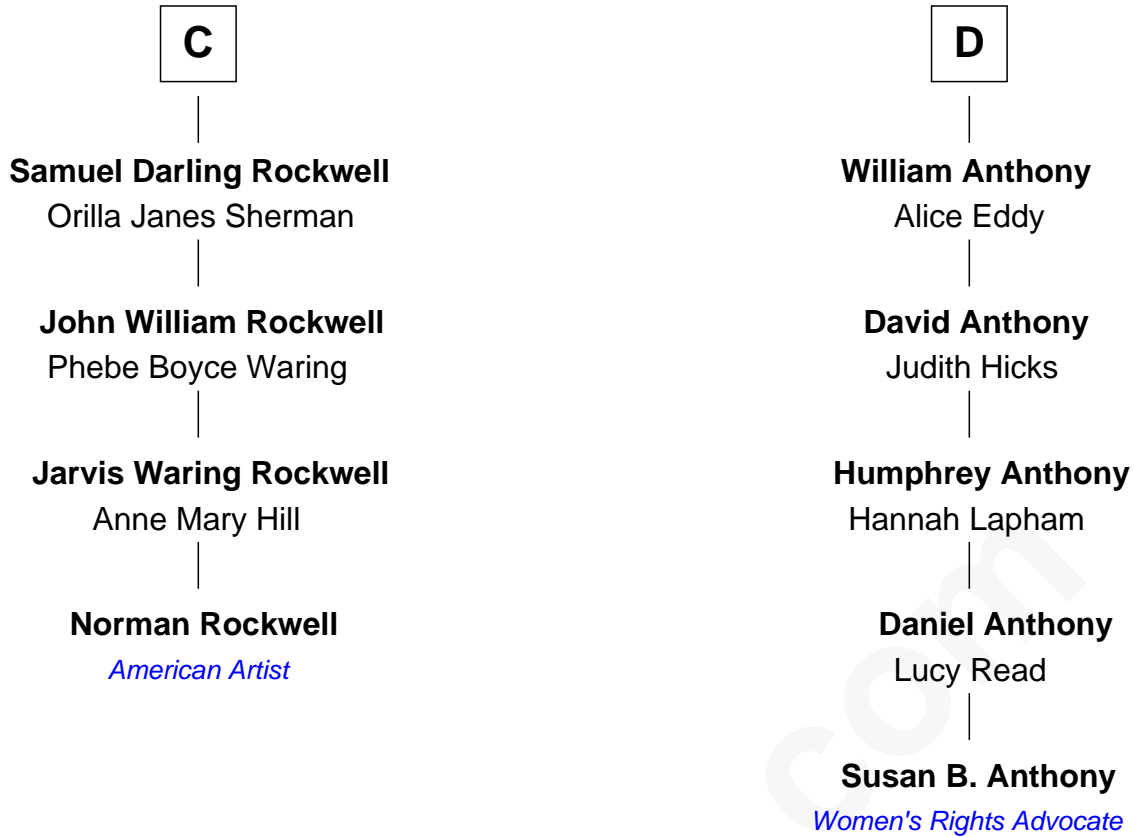 C
Samuel Darling Rockwell
Orilla Janes Sherman
John William Rockwell
Phebe Boyce Waring
Jarvis Waring Rockwell
Anne Mary Hill
Norman Rockwell
American Artist
D
William Anthony
Alice Eddy
David Anthony
Judith Hicks
Humphrey Anthony
Hannah Lapham
Daniel Anthony
Lucy Read
Susan B. Anthony
Women's Rights Advocate
com